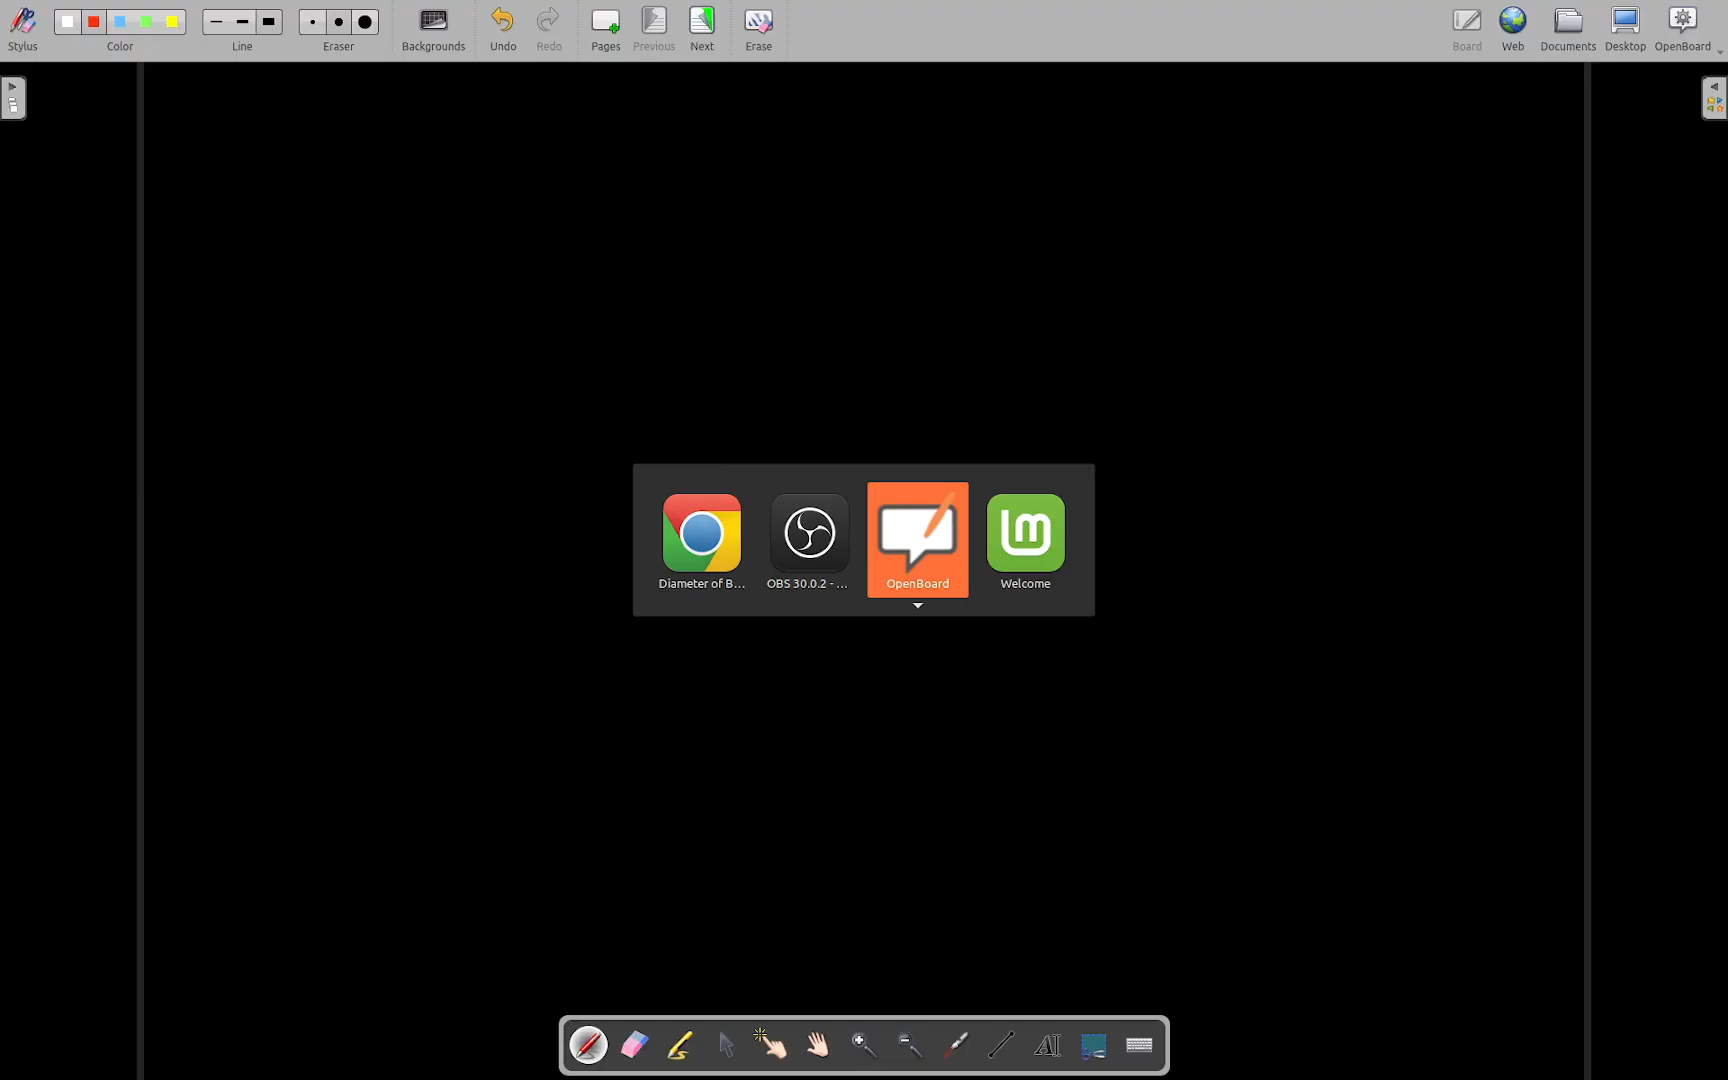 Stylus Color Line Eraser Backgrounds Undo Redo Pages Previous Next Erase Board Web Documents Desktop OpenBoard
Diameter of B... OBS 30.0.2 - ... OpenBoard Welcome
AI